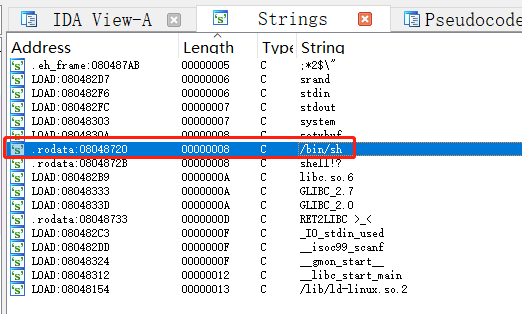 IDA View-A Strings Pseudocode
Address Length Type String
's' .eh_frame:080487AB 00000005 C ;*2$\"
's' LOAD:080482D7 00000006 C srand
's' LOAD:080482F6 00000006 C stdin
's' LOAD:080482FC 00000007 C stdout
's' LOAD:08048303 00000007 C system
's' LOAD:0804830A 00000008 C setvbuf
's' .rodata:08048720 00000008 C /bin/sh
's' .rodata:0804872B 00000008 C shell!?
's' LOAD:080482B9 0000000A C libc.so.6
's' LOAD:08048333 0000000A C GLIBC_2.7
's' LOAD:0804833D 0000000A C GLIBC_2.0
's' .rodata:08048733 0000000D C RET2LIBC >_<
's' LOAD:080482C3 0000000F C _IO_stdin_used
's' LOAD:080482DD 0000000F C __isoc99_scanf
's' LOAD:08048324 0000000F C __gmon_start__
's' LOAD:08048312 00000012 C __libc_start_main
's' LOAD:08048154 00000013 C /lib/ld-linux.so.2